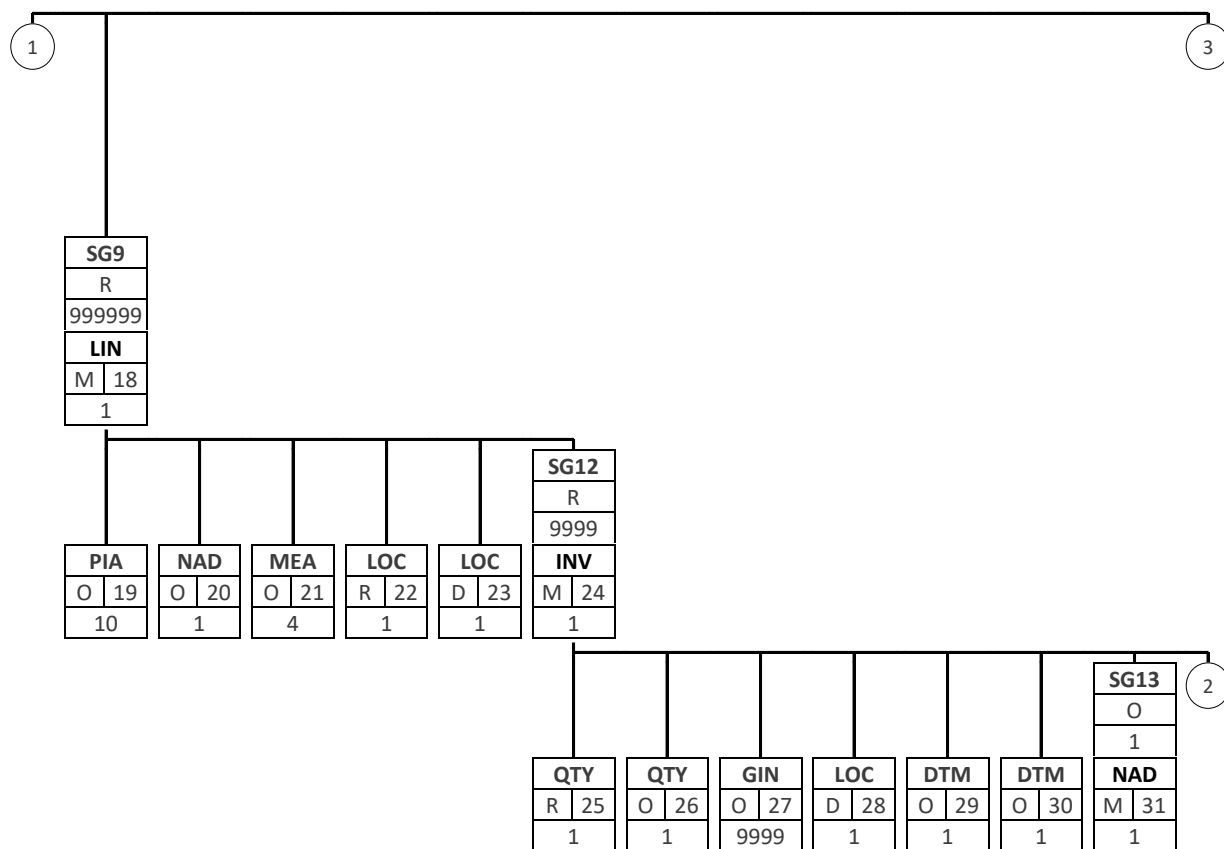 1
3
SG9
R
999999
LIN
M 18
1
SG12
R
9999
PIA NAD MEA LOC LOC INV
O 19 O 20 O 21 R 22 D 23 M 24
10 1 4 1 1 1
SG13
2
O
1
QTY QTY GIN LOC DTM DTM NAD
R 25 O 26 O 27 D 28 O 29 O 30 M 31
1 1 9999 1 1 1 1